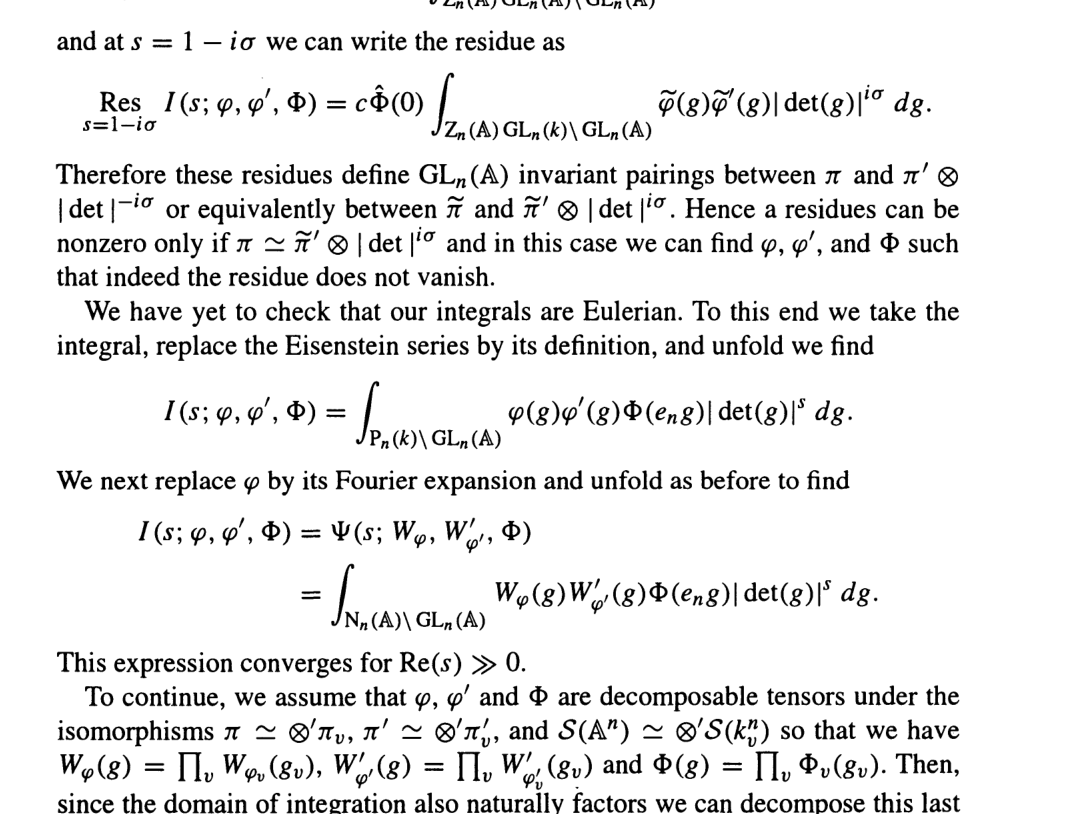 Z_n(𝔸) GL_n(k)\ GL_n(𝔸)
and at s = 1 − iσ we can write the residue as
Res_{s=1−iσ} I(s; φ, φ′, Φ) = cΦ̂(0) ∫_{Z_n(𝔸) GL_n(k)\ GL_n(𝔸)} φ̃(g)φ̃′(g)| det(g)|^{iσ} dg.
Therefore these residues define GL_n(𝔸) invariant pairings between π and π′ ⊗
| det |^{−iσ} or equivalently between π̃ and π̃′ ⊗ | det |^{iσ}. Hence a residues can be
nonzero only if π ≃ π̃′ ⊗ | det |^{iσ} and in this case we can find φ, φ′, and Φ such
that indeed the residue does not vanish.
We have yet to check that our integrals are Eulerian. To this end we take the
integral, replace the Eisenstein series by its definition, and unfold we find
I(s; φ, φ′, Φ) = ∫_{P_n(k)\ GL_n(𝔸)} φ(g)φ′(g)Φ(e_n g)| det(g)|^s dg.
We next replace φ by its Fourier expansion and unfold as before to find
I(s; φ, φ′, Φ) = Ψ(s; W_φ, W′_{φ′}, Φ)
= ∫_{N_n(𝔸)\ GL_n(𝔸)} W_φ(g)W′_{φ′}(g)Φ(e_n g)| det(g)|^s dg.
This expression converges for Re(s) ≫ 0.
To continue, we assume that φ, φ′ and Φ are decomposable tensors under the
isomorphisms π ≃ ⊗′π_v, π′ ≃ ⊗′π′_v, and 𝒮(𝔸^n) ≃ ⊗′𝒮(k_v^n) so that we have
W_φ(g) = ∏_v W_{φ_v}(g_v), W′_{φ′}(g) = ∏_v W′_{φ′_v}(g_v) and Φ(g) = ∏_v Φ_v(g_v). Then,
since the domain of integration also naturally factors we can decompose this last